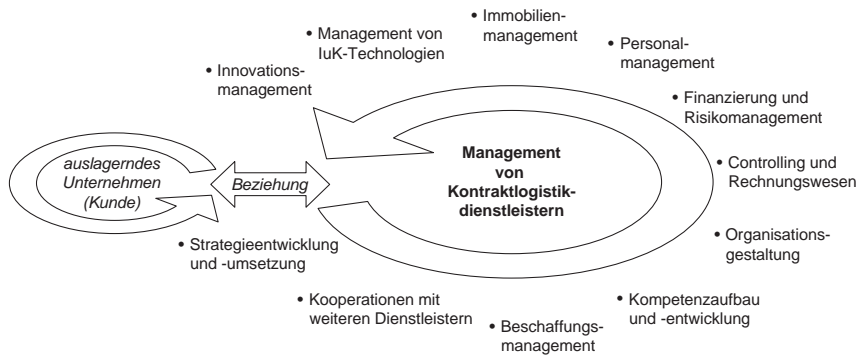 • Immobilien-
management
• Management von
IuK-Technologien
• Personal-
management
• Innovations-
management
• Finanzierung und
Risikomanagement
auslagerndes
Unternehmen
(Kunde)
Beziehung
Management
von
Kontraktlogistik-
dienstleistern
• Controlling und
Rechnungswesen
• Organisations-
gestaltung
• Strategieentwicklung
und -umsetzung
• Kooperationen mit
weiteren Dienstleistern
• Beschaffungs-
management
• Kompetenzaufbau
und -entwicklung